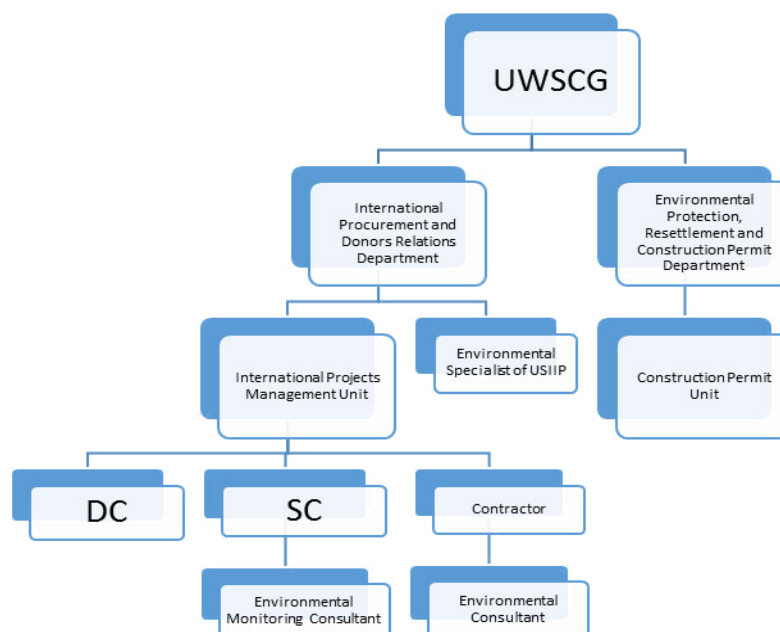 UWSCG
International
Procurement and
Donors Relations
Department
Environmental
Protection,
Resettlement and
Construction Permit
Department
International Projects
Management Unit
Environmental
Specialist of USIIP
Construction Permit
Unit
DC
SC
Contractor
Environmental
Monitoring Consultant
Environmental
Consultant